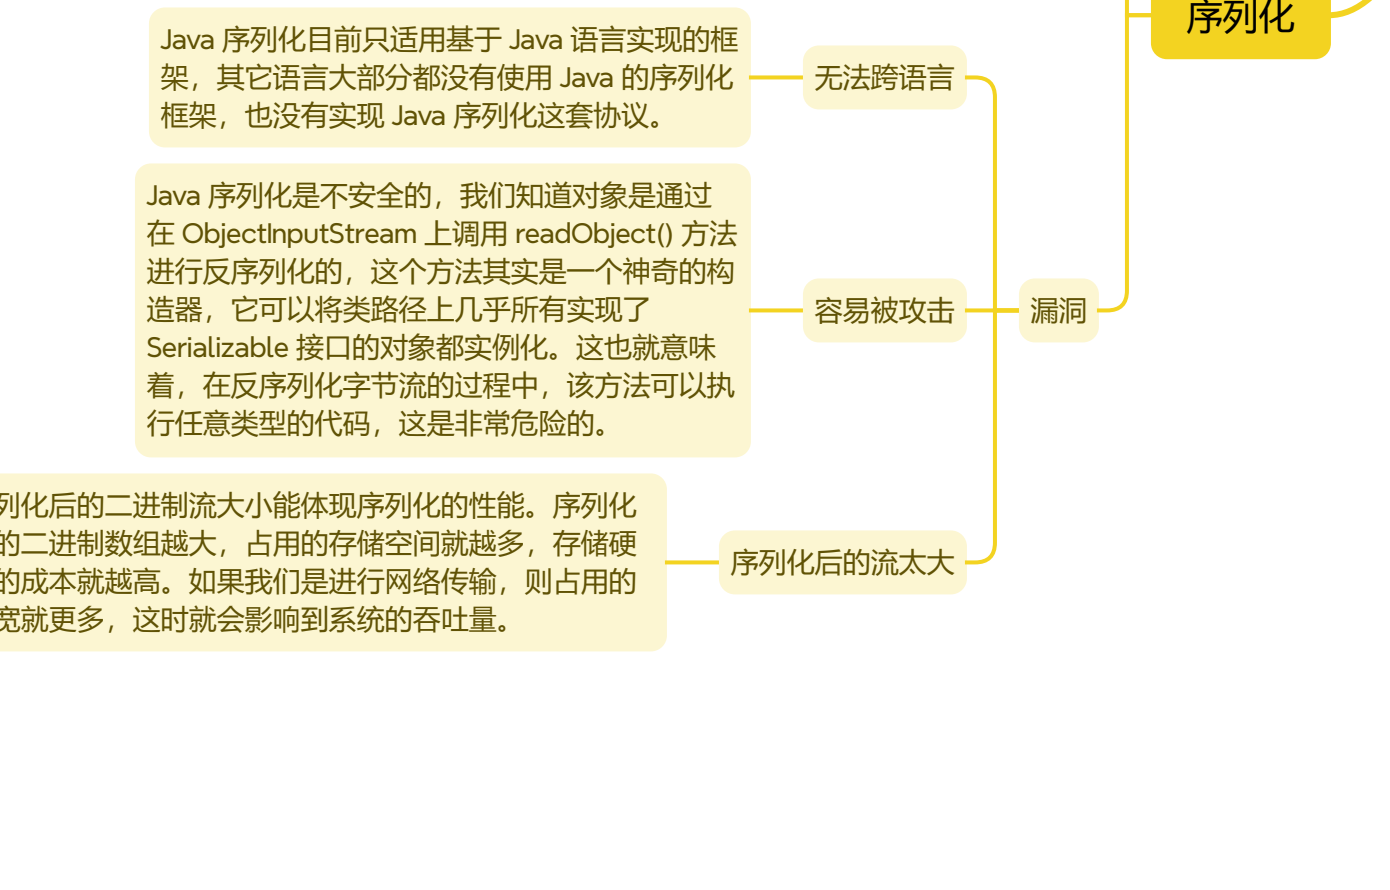 序列化
漏洞
无法跨语言
Java 序列化目前只适用基于 Java 语言实现的框
架，其它语言大部分都没有使用 Java 的序列化
框架，也没有实现 Java 序列化这套协议。
容易被攻击
Java 序列化是不安全的，我们知道对象是通过
在 ObjectInputStream 上调用 readObject() 方法
进行反序列化的，这个方法其实是一个神奇的构
造器，它可以将类路径上几乎所有实现了
Serializable 接口的对象都实例化。这也就意味
着，在反序列化字节流的过程中，该方法可以执
行任意类型的代码，这是非常危险的。
序列化后的流太大
列化后的二进制流大小能体现序列化的性能。序列化
的二进制数组越大，占用的存储空间就越多，存储硬
的成本就越高。如果我们是进行网络传输，则占用的
宽就更多，这时就会影响到系统的吞吐量。